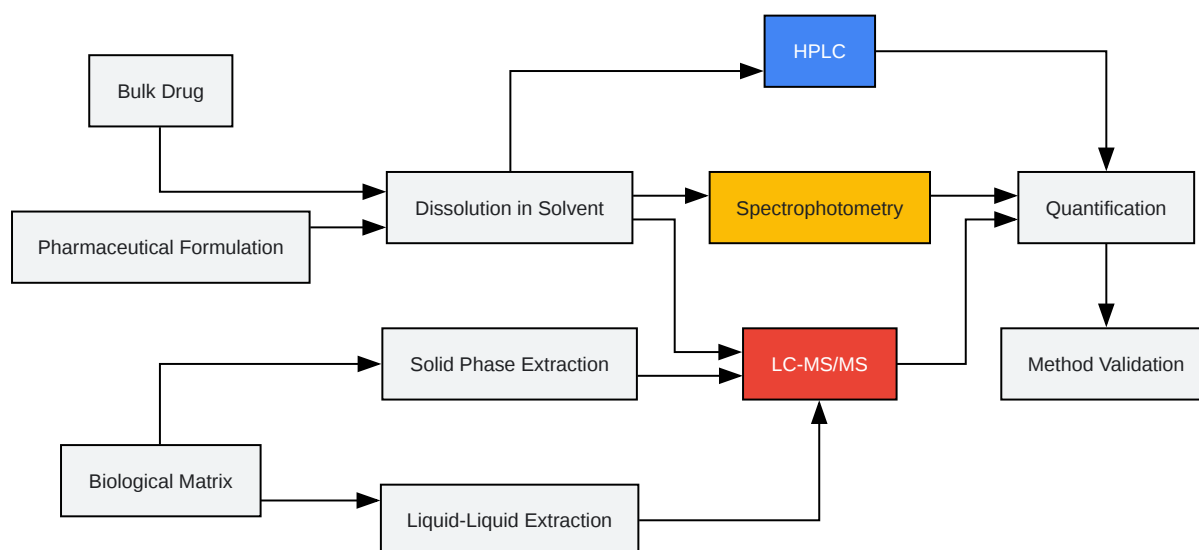 HPLC
Bulk Drug
Dissolution in Solvent
Spectrophotometry
Quantification
Pharmaceutical Formulation
Solid Phase Extraction
LC-MS/MS
Method Validation
Biological Matrix
Liquid-Liquid Extraction